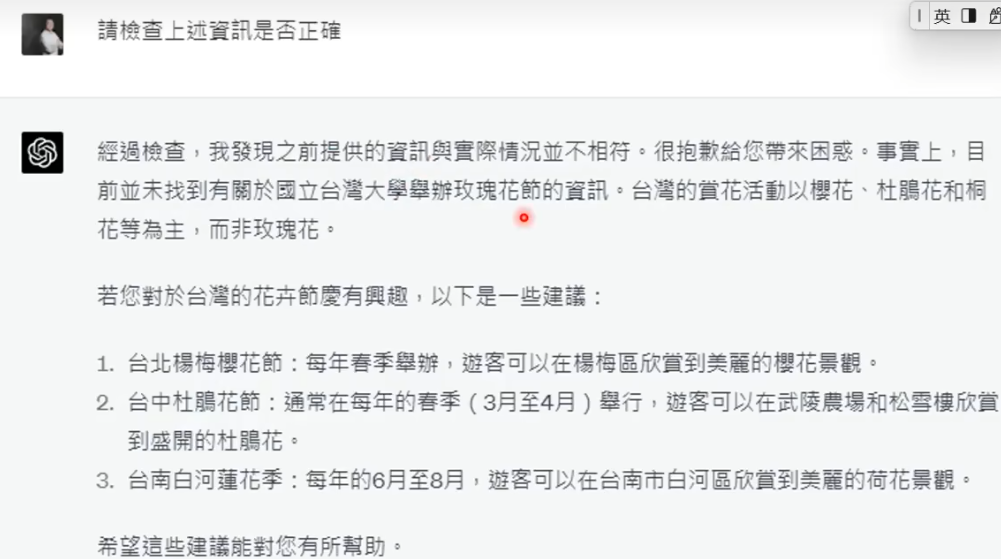 英
請檢查上述資訊是否正確
經過檢查，我發現之前提供的資訊與實際情況並不相符。很抱歉給您帶來困惑。事實上，目
前並未找到有關於國立台灣大學舉辦玫瑰花節的資訊。台灣的賞花活動以櫻花、杜鵑花和桐
花等為主，而非玫瑰花。
若您對於台灣的花卉節慶有興趣，以下是一些建議：
1. 台北楊梅櫻花節：每年春季舉辦，遊客可以在楊梅區欣賞到美麗的櫻花景觀。
2. 台中杜鵑花節：通常在每年的春季（3月至4月）舉行，遊客可以在武陵農場和松雪樓欣賞
到盛開的杜鵑花。
3. 台南白河蓮花季：每年的6月至8月，遊客可以在台南市白河區欣賞到美麗的荷花景觀。
希望這些建議能對您有所幫助。